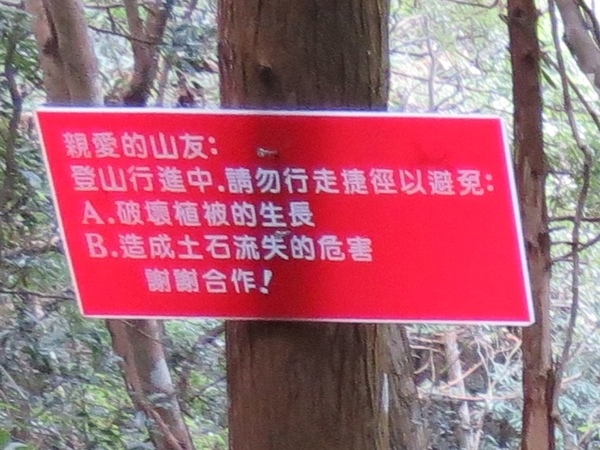 親愛的山友:
登山行進中.請勿行走捷徑以避免:
A.破壞植被的生長
B.造成土石流失的危害
謝謝合作!